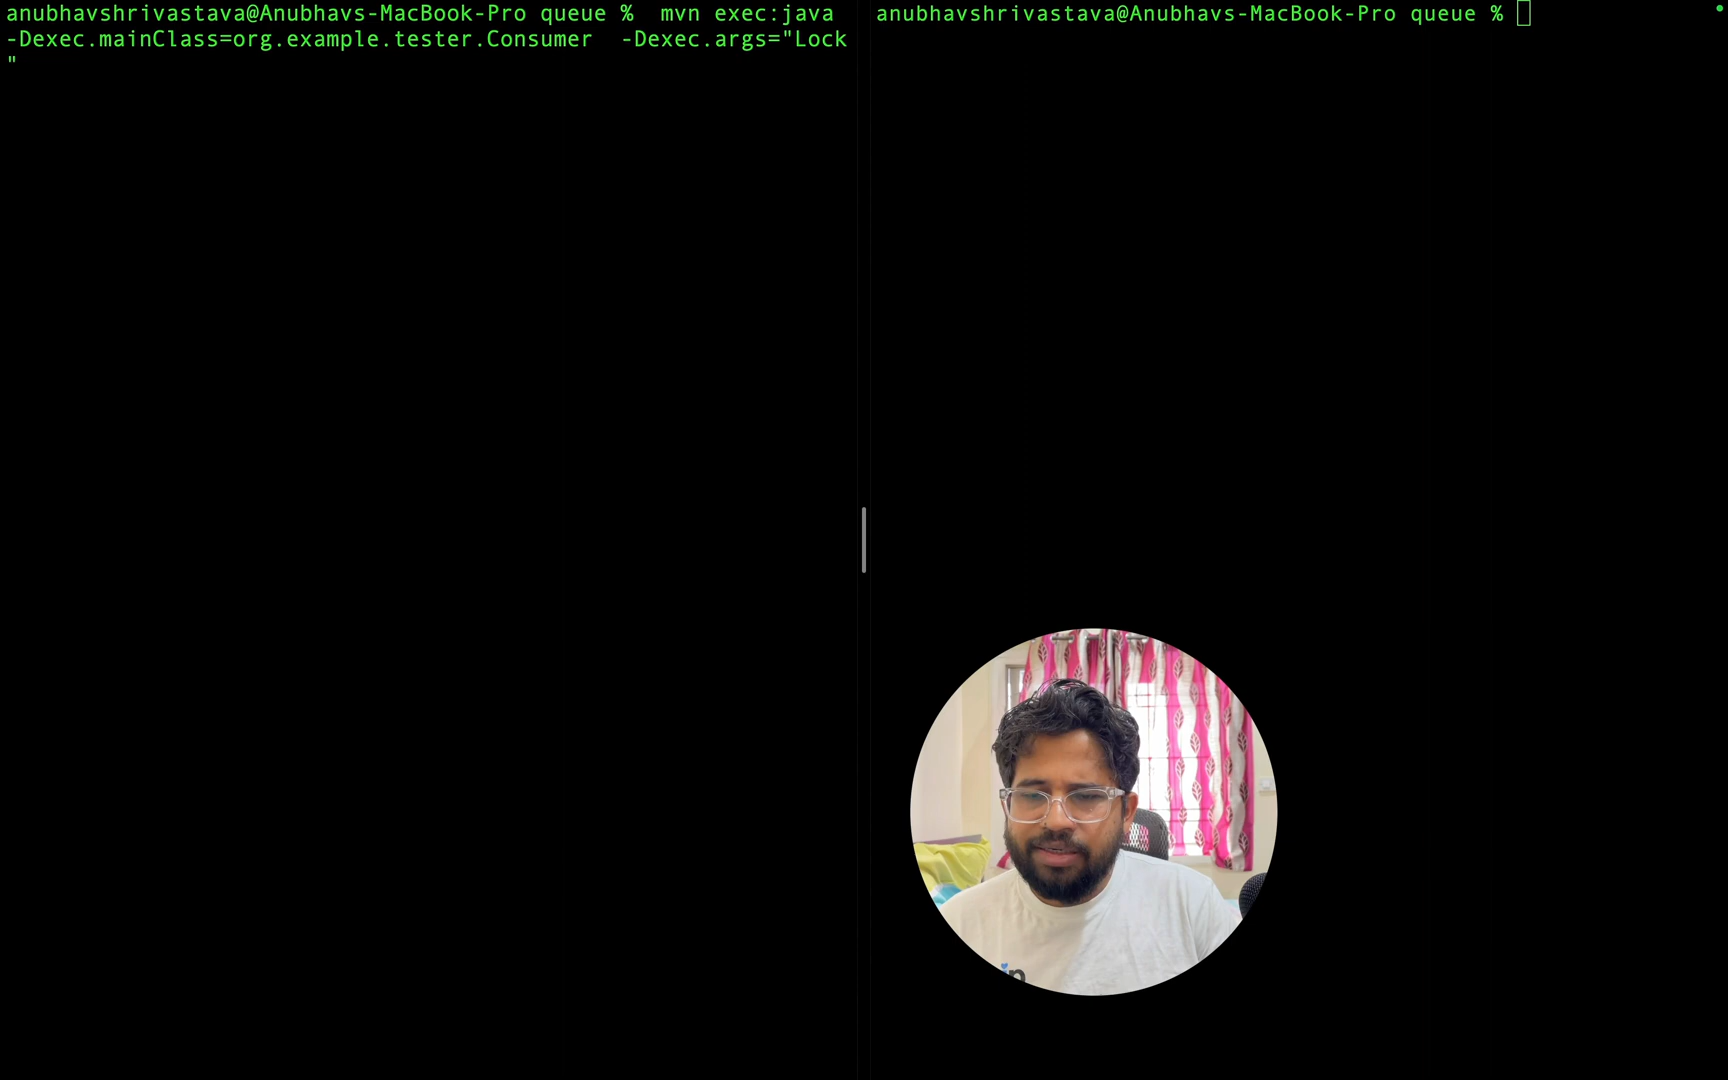 anubhavshrivastava@Anubhavs-MacBook-Pro queue %  mvn exec:java
-Dexec.mainClass=org.example.tester.Consumer  -Dexec.args="Lock
"
anubhavshrivastava@Anubhavs-MacBook-Pro queue %